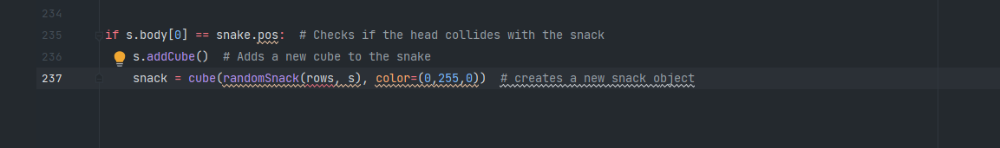 234
235 if s.body[0] == snake.pos:  # Checks if the head collides with the snack
236 s.addCube()  # Adds a new cube to the snake
237 snack = cube(randomSnack(rows, s), color=(0,255,0))  # creates a new snack object